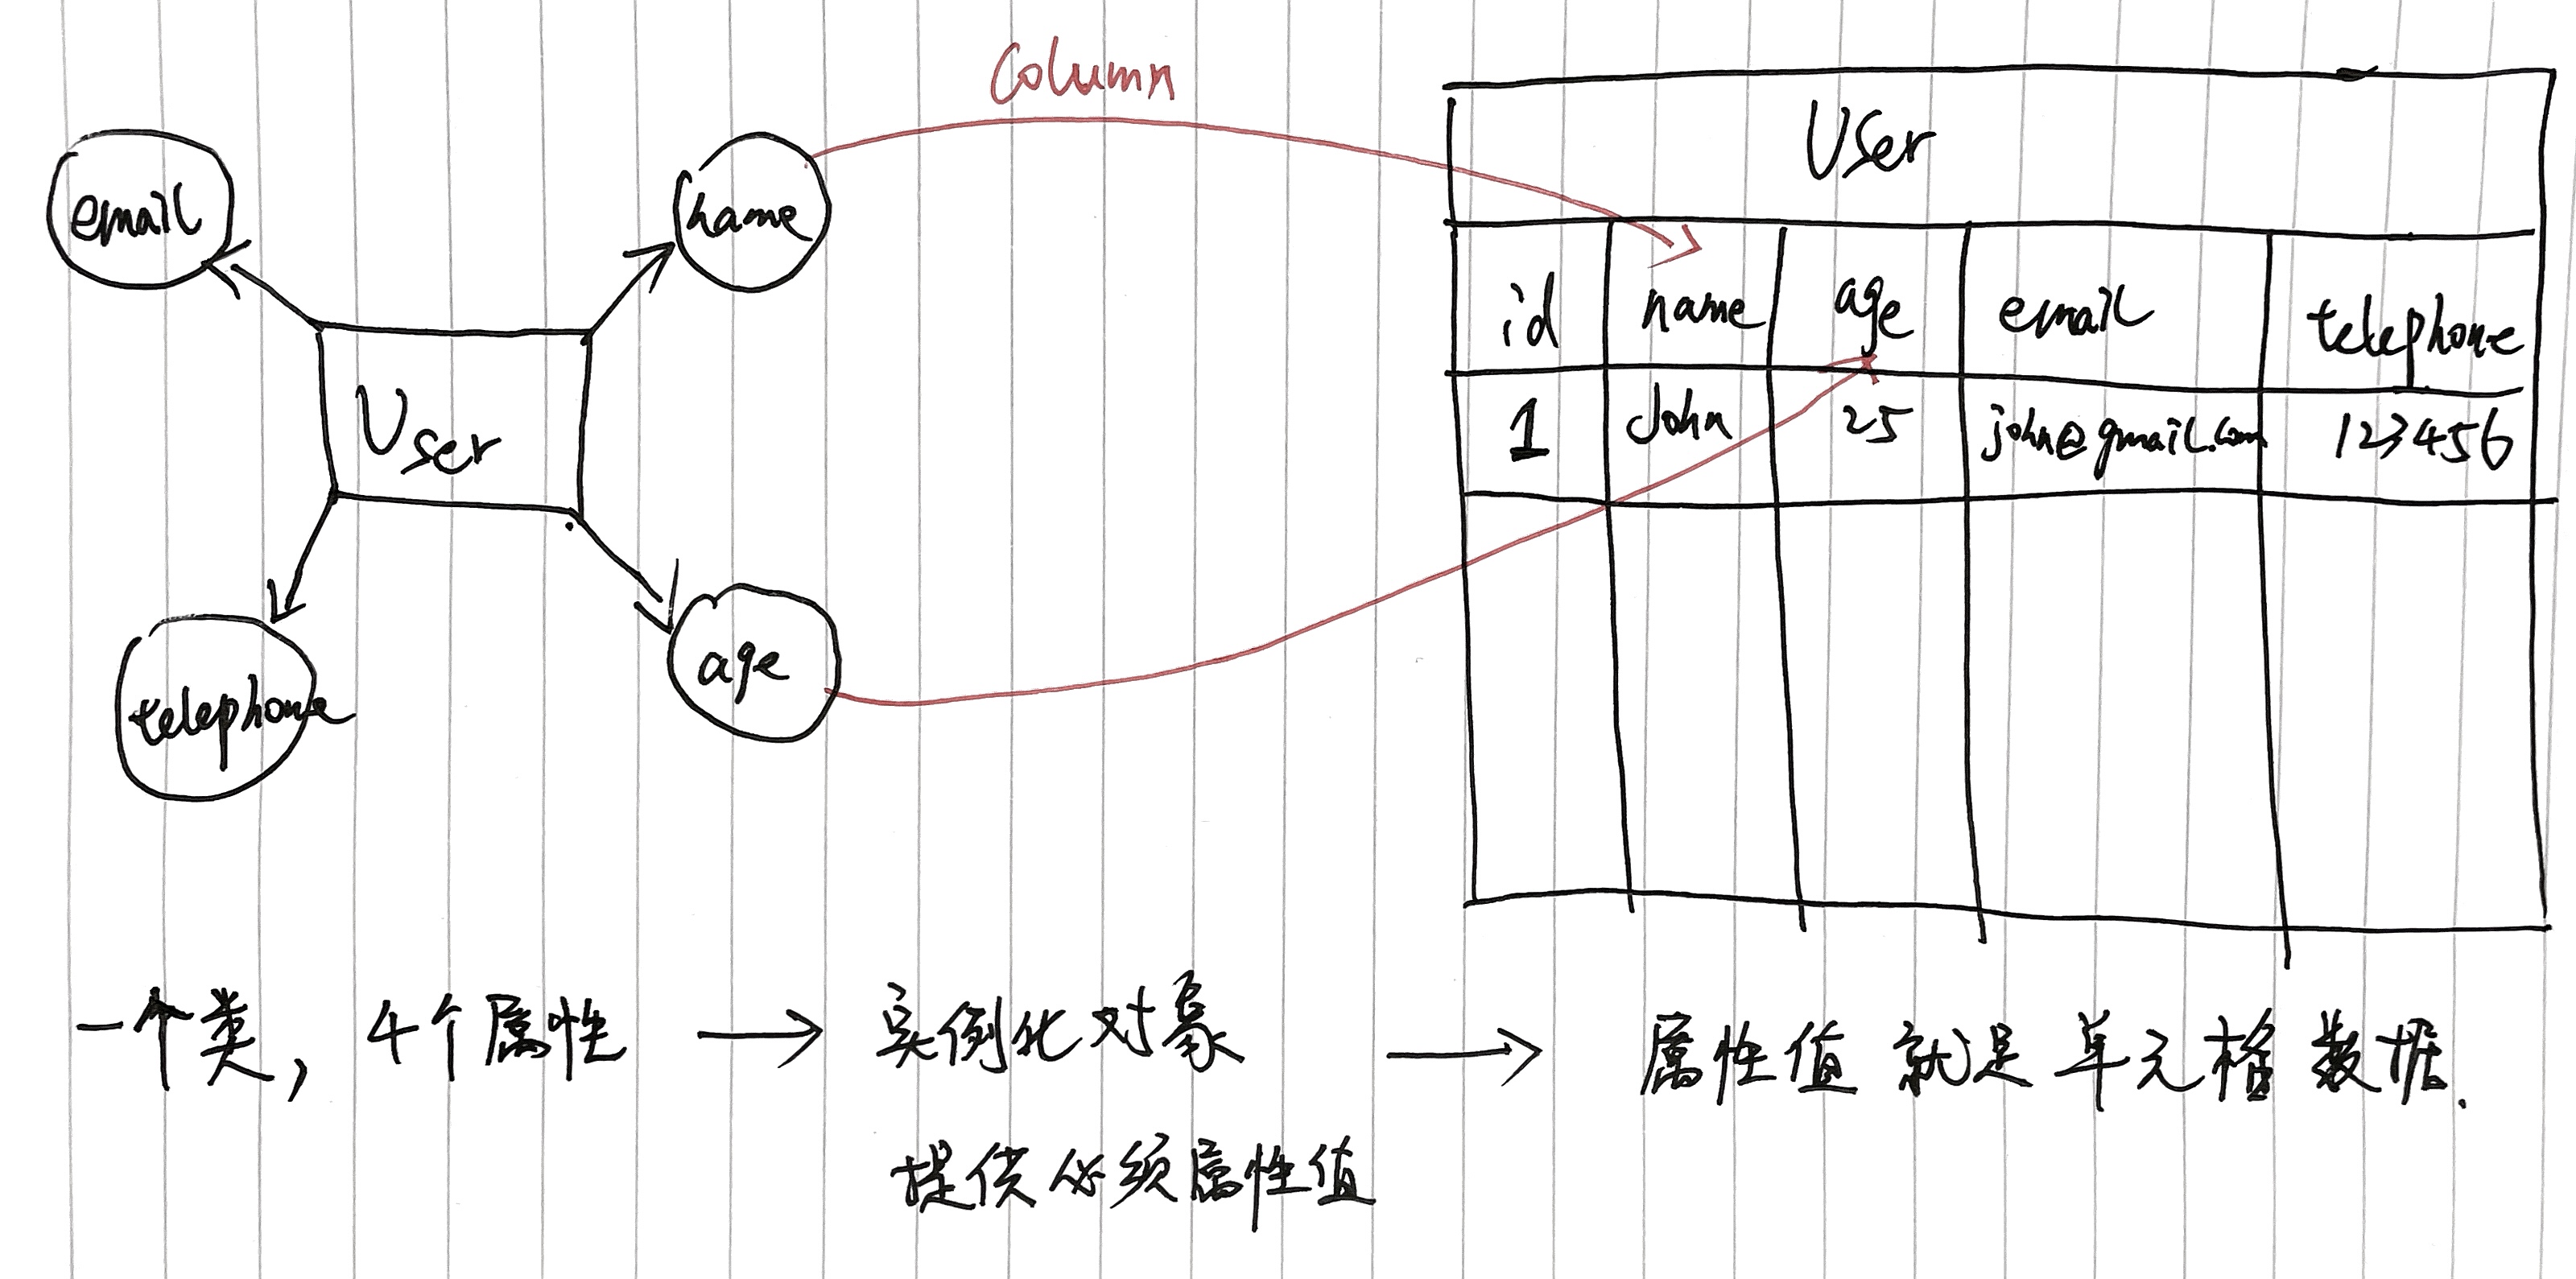 Column
email
name
User
telephone
age
User
id name age email telephone
1 John 25 john@gmail.com 123456
一个类, 4个属性 → 实例化对象 → 属性值就是单元格数据.
提供必须属性值